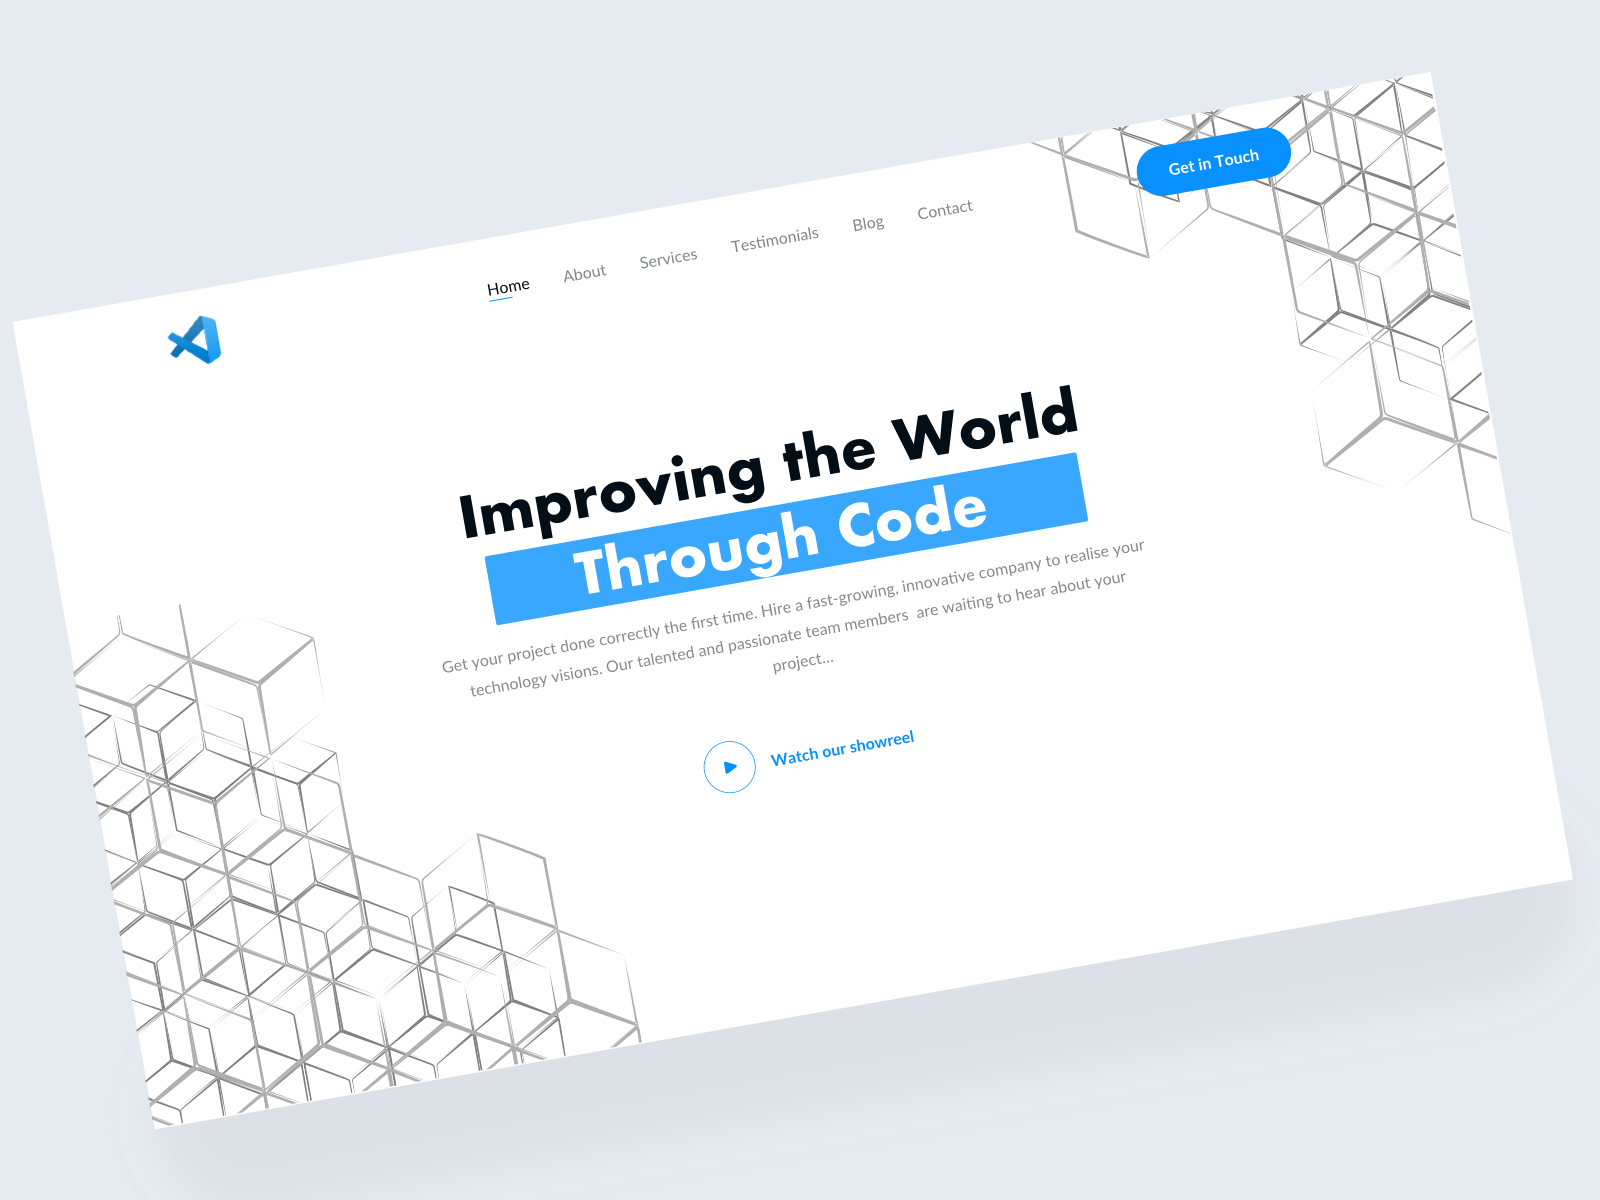 Home
About
Services
Testimonials
Blog
Contact
Get in Touch
Improving the World
Through Code
Get your project done correctly the first time. Hire a fast-growing, innovative company to realise your
technology visions. Our talented and passionate team members  are waiting to hear about your
project...
Watch our showreel